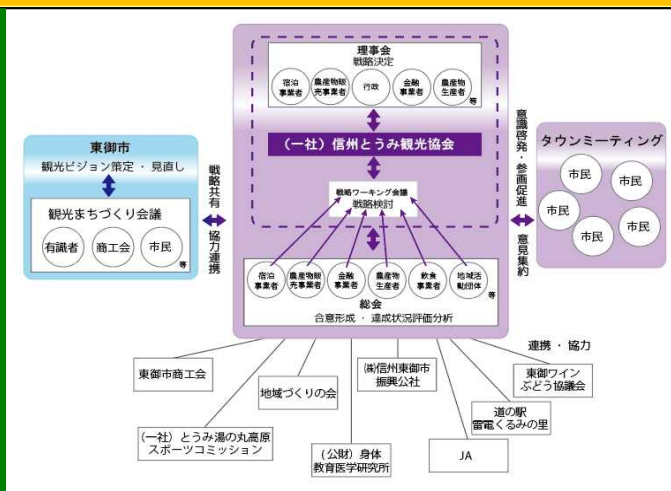 理事会
戦略決定
宿泊
事業者
農産物販
売事業者
行政
金融
事業者
農産物
生産者
等
(一社)信州とうみ観光協会
戦略ワーキング会議
戦略検討
宿泊
事業者
農産物販
売事業者
金融
事業者
農産物
生産者
飲食
事業者
地域活
動団体
等
総会
合意形成・達成状況評価分析
東御市
観光ビジョン策定・見直し
観光まちづくり会議
有識者
商工会
市民
等
戦略共有
協力連携
意識啓発・参画促進
意見集約
タウンミーティング
市民
市民
市民
市民
市民
連携・協力
東御市商工会
地域づくりの会
㈱信州東御市
振興公社
東御ワイン
ぶどう協議会
(一社)とうみ湯の丸高原
スポーツコミッション
(公財)身体
教育医学研究所
JA
道の駅
雷電くるみの里